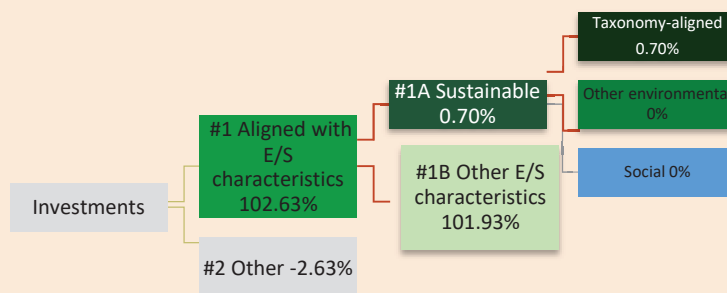 Taxonomy-aligned
0.70%
#1A Sustainable
0.70%
Other environmenta
0%
#1 Aligned with
E/S
characteristics
102.63%
#1B Other E/S
characteristics
101.93%
Social 0%
Investments
#2 Other -2.63%